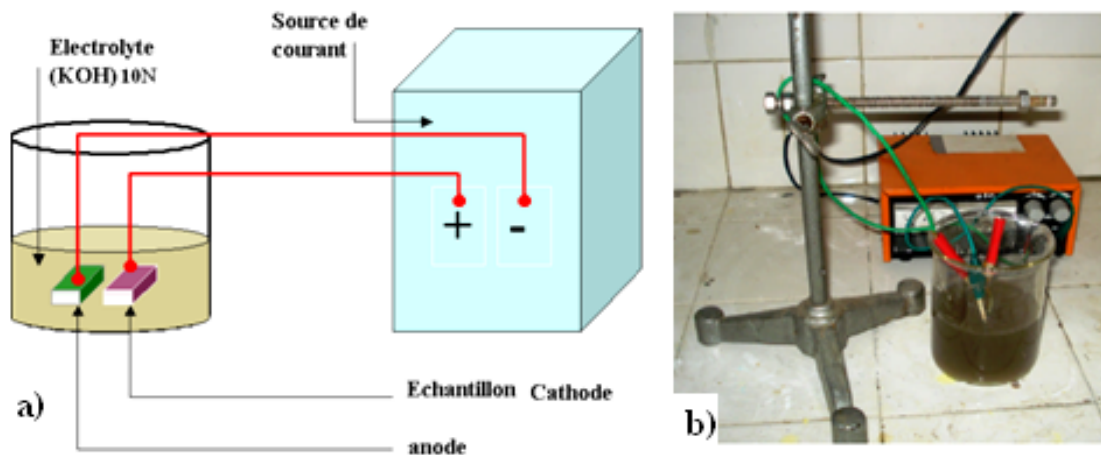 Source de
courant
Electrolyte
(KOH) 10N
+ -
Echantillon Cathode
anode
a)
b)